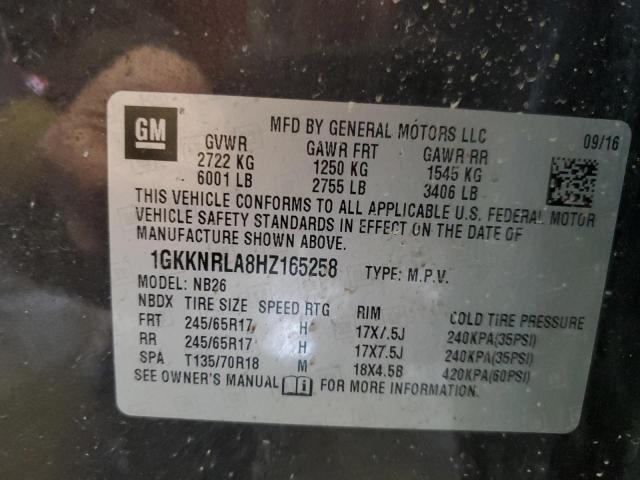 GM
MFD BY GENERAL MOTORS LLC 09/16
GVWR GAWR FRT GAWR RR
2722 KG 1250 KG 1545 KG
6001 LB 2755 LB 3406 LB
THIS VEHICLE CONFORMS TO ALL APPLICABLE U.S. FEDERAL MOTOR
VEHICLE SAFETY STANDARDS IN EFFECT ON THE DATE OF
MANUFACTURE SHOWN ABOVE.
1GKKNRLA8HZ165258 TYPE: M.P.V.
MODEL: NB26
NBDX TIRE SIZE SPEED RTG RIM COLD TIRE PRESSURE
FRT 245/65R17 H 17X7.5J 240KPA(35PSI)
RR 245/65R17 H 17X7.5J 240KPA(35PSI)
SPA T135/70R18 M 18X4.5B 420KPA(60PSI)
SEE OWNER'S MANUAL FOR MORE INFORMATION.